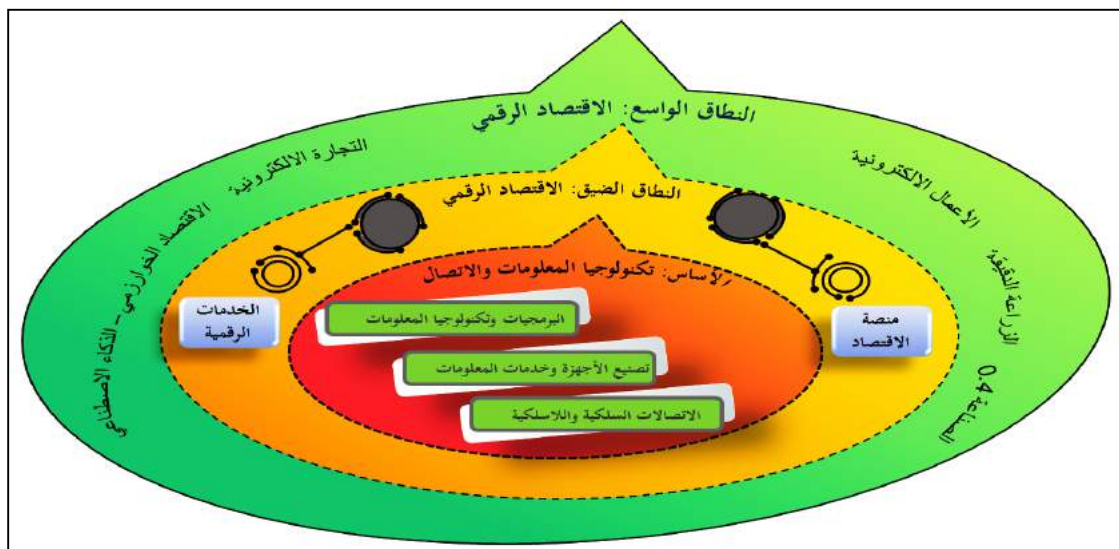 النطاق الواسع: الاقتصاد الرقمي
التجارة الالكترونية
الأعمال الالكترونية
النطاق الضيق: الاقتصاد الرقمي
الاقتصاد الخوارزمي – الذكاء الاصطناعي
الزراعة الدقيقة
الصناعة 0.4
الأساس: تكنولوجيا المعلومات والاتصال
منصة
الاقتصاد
الخدمات
الرقمية
البرمجيات وتكنولوجيا المعلومات
تصنيع الأجهزة وخدمات المعلومات
الاتصالات السلكية واللاسلكية